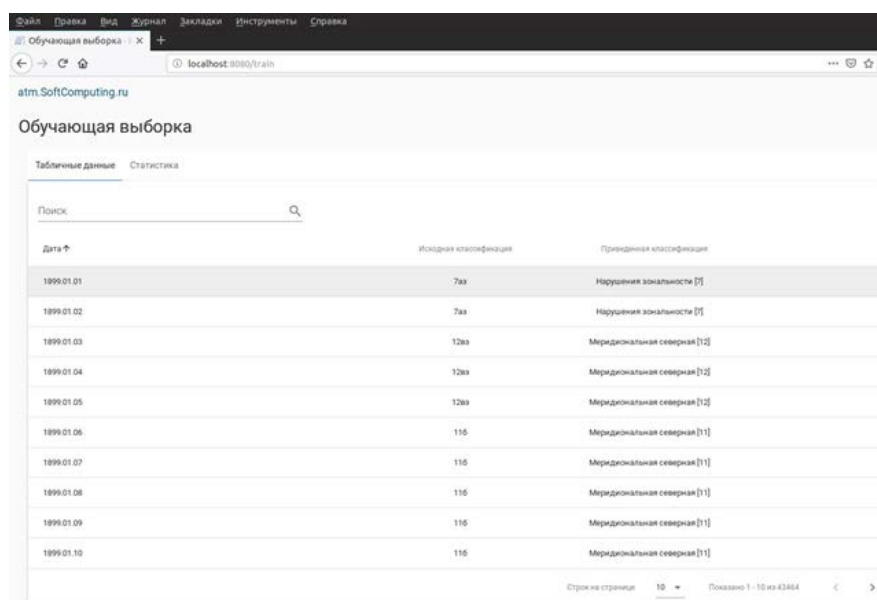 Файл Правка Вид Журнал Закладки Инструменты Справка
Обучающая выборка
localhost:8080/train
atm.SoftComputing.ru
Обучающая выборка
Табличные данные Статистика
Поиск
Дата Исходная классификация Приведенная классификация
1899.01.01 7аз Нарушения зональности [7]
1899.01.02 7аз Нарушения зональности [7]
1899.01.03 12вз Меридиональная северная [12]
1899.01.04 12вз Меридиональная северная [12]
1899.01.05 12вз Меридиональная северная [12]
1899.01.06 11б Меридиональная северная [11]
1899.01.07 11б Меридиональная северная [11]
1899.01.08 11б Меридиональная северная [11]
1899.01.09 11б Меридиональная северная [11]
1899.01.10 11б Меридиональная северная [11]
Строк на странице 10 Показано 1 - 10 из 43464